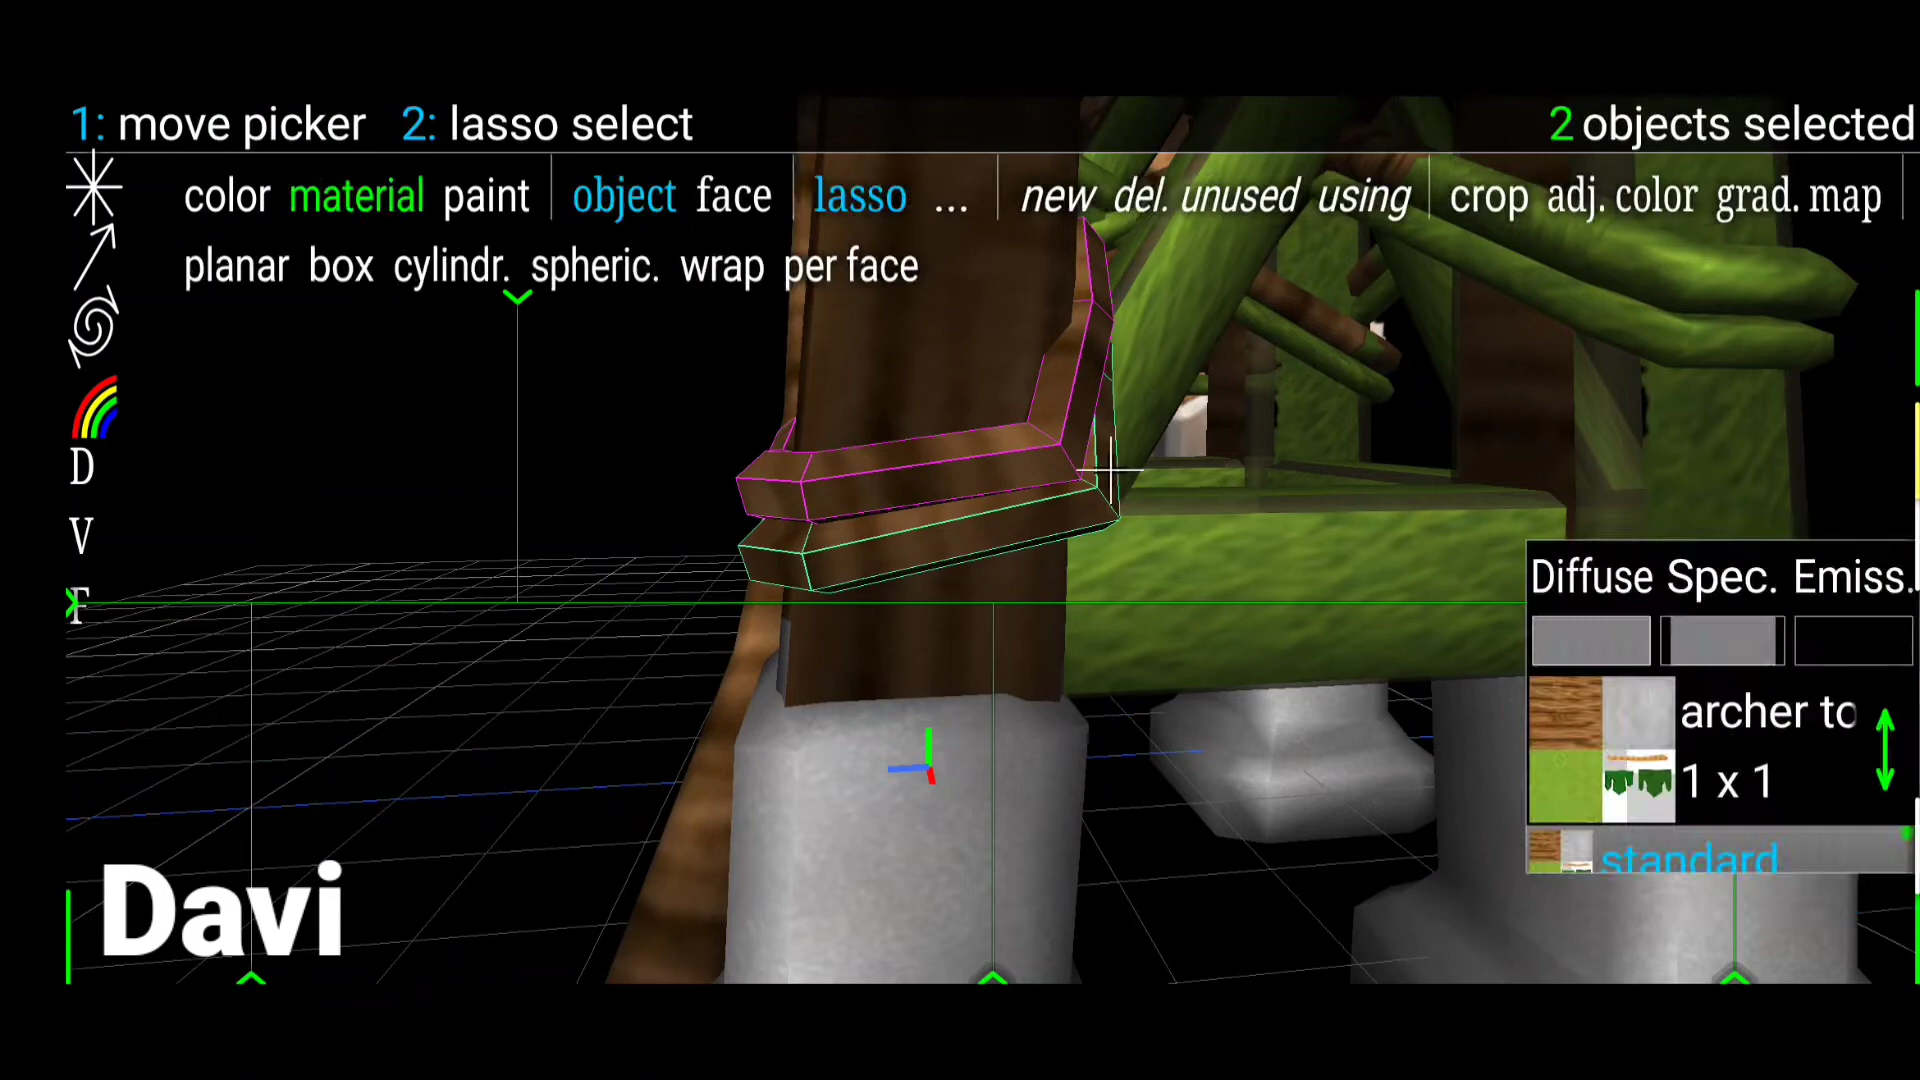 1: move picker 2: lasso select
2 objects selected
color material paint object face lasso ... new del. unused using crop adj. color grad. map
planar box cylindr. spheric. wrap per face
D
V
F
Diffuse Spec. Emiss.
archer to
1 x 1
standard
Davi